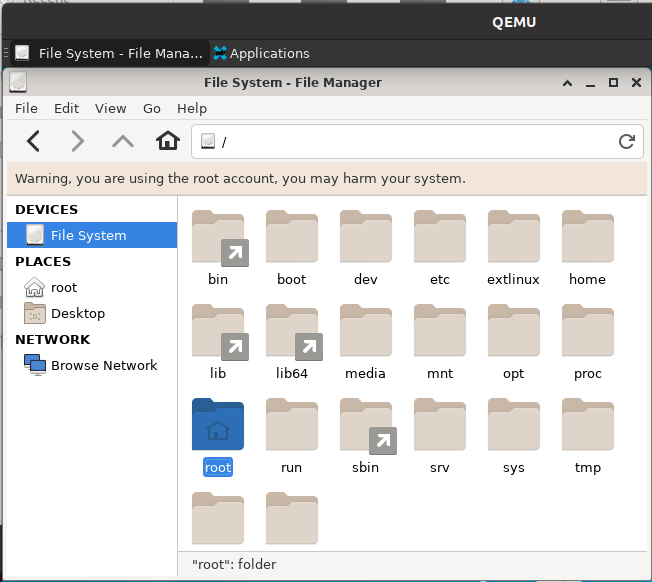 QEMU
File System - File Mana...
Applications
File System - File Manager
File Edit View Go Help
/
Warning, you are using the root account, you may harm your system.
DEVICES
File System
PLACES
root
Desktop
NETWORK
Browse Network
bin boot dev etc extlinux home
lib lib64 media mnt opt proc
root run sbin srv sys tmp
"root": folder